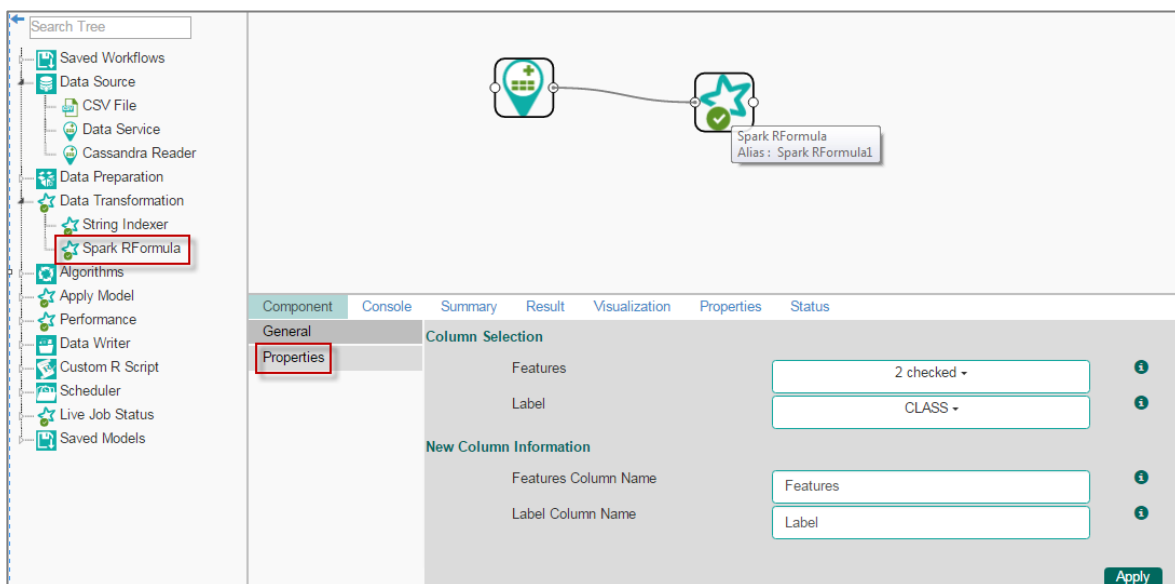 Search Tree
Saved Workflows
Data Source
CSV File
Data Service
Cassandra Reader
Data Preparation
Data Transformation
String Indexer
Spark RFormula
Algorithms
Apply Model
Performance
Data Writer
Custom R Script
Scheduler
Live Job Status
Saved Models
Spark RFormula
Alias : Spark RFormula1
Component Console Summary Result Visualization Properties Status
General
Properties
Column Selection
Features 2 checked
Label CLASS
New Column Information
Features Column Name Features
Label Column Name Label
Apply